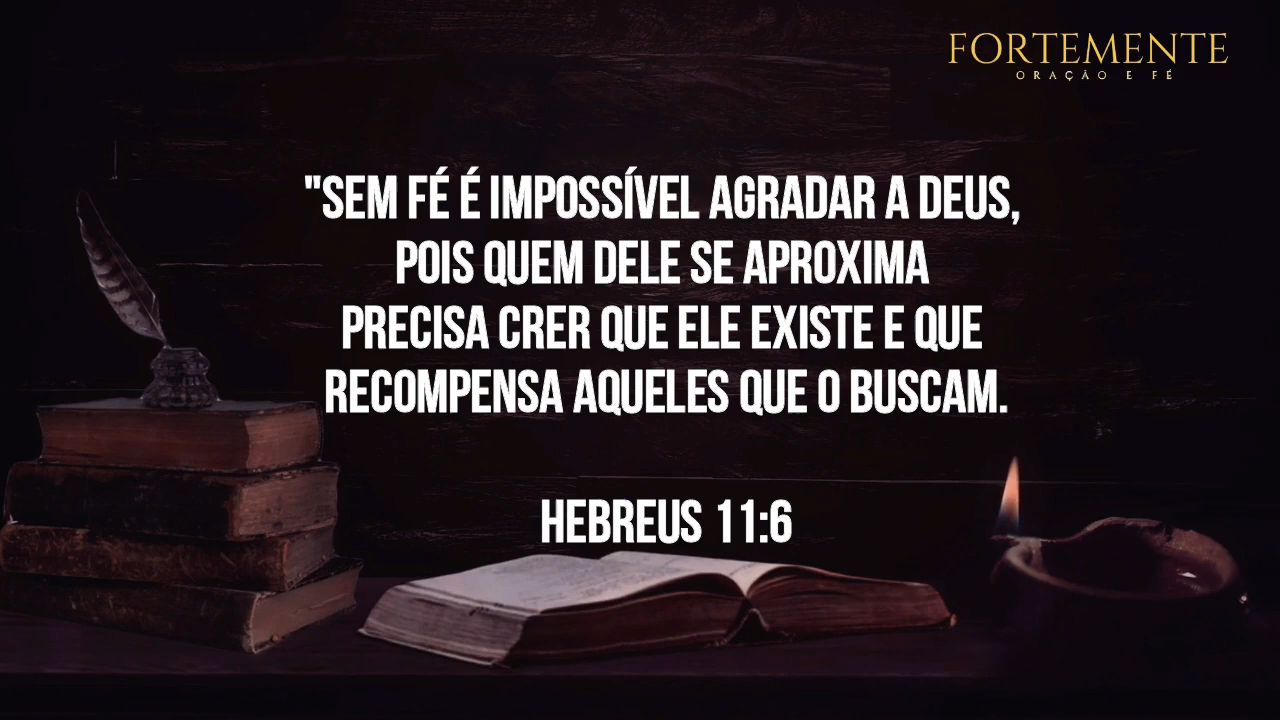 FORTEMENTE
ORAÇÃO E FÉ
"SEM FÉ É IMPOSSÍVEL AGRADAR A DEUS,
POIS QUEM DELE SE APROXIMA
PRECISA CRER QUE ELE EXISTE E QUE
RECOMPENSA AQUELES QUE O BUSCAM.
HEBREUS 11:6